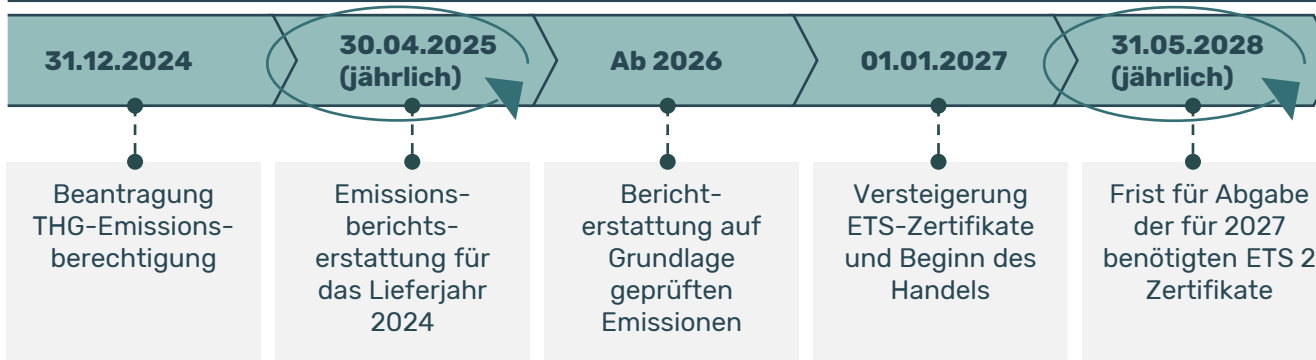 31.12.2024
30.04.2025
(jährlich)
Ab 2026
01.01.2027
31.05.2028
(jährlich)
Beantragung
THG-Emissions-
berechtigung
Emissions-
berichts-
erstattung für
das Lieferjahr
2024
Bericht-
erstattung auf
Grundlage
geprüften
Emissionen
Versteigerung
ETS-Zertifikate
und Beginn des
Handels
Frist für Abgabe
der für 2027
benötigten ETS 2
Zertifikate